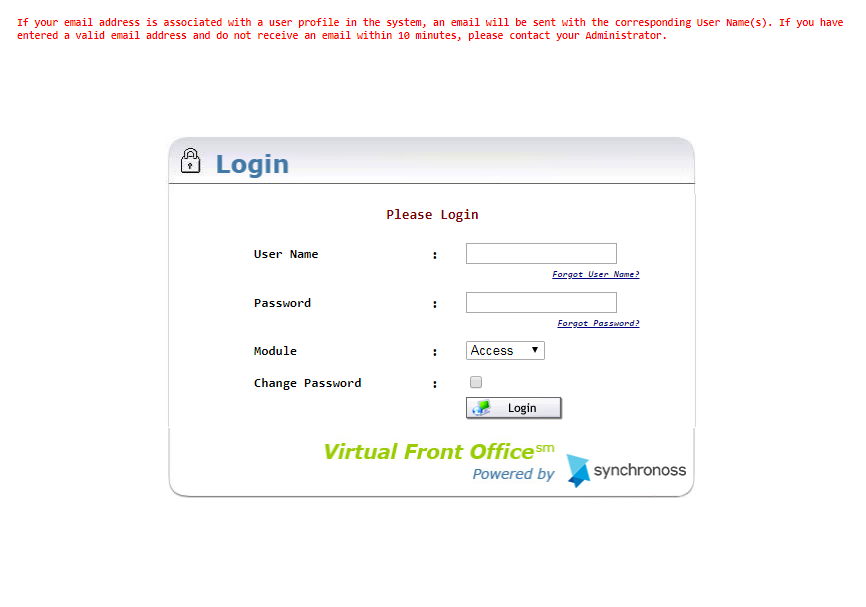 If your email address is associated with a user profile in the system, an email will be sent with the corresponding User Name(s). If you have
entered a valid email address and do not receive an email within 10 minutes, please contact your Administrator.
Login
Please Login
User Name :
Forgot User Name?
Password :
Forgot Password?
Module : Access
Change Password :
Login
Virtual Front Office℠
Powered by synchronoss